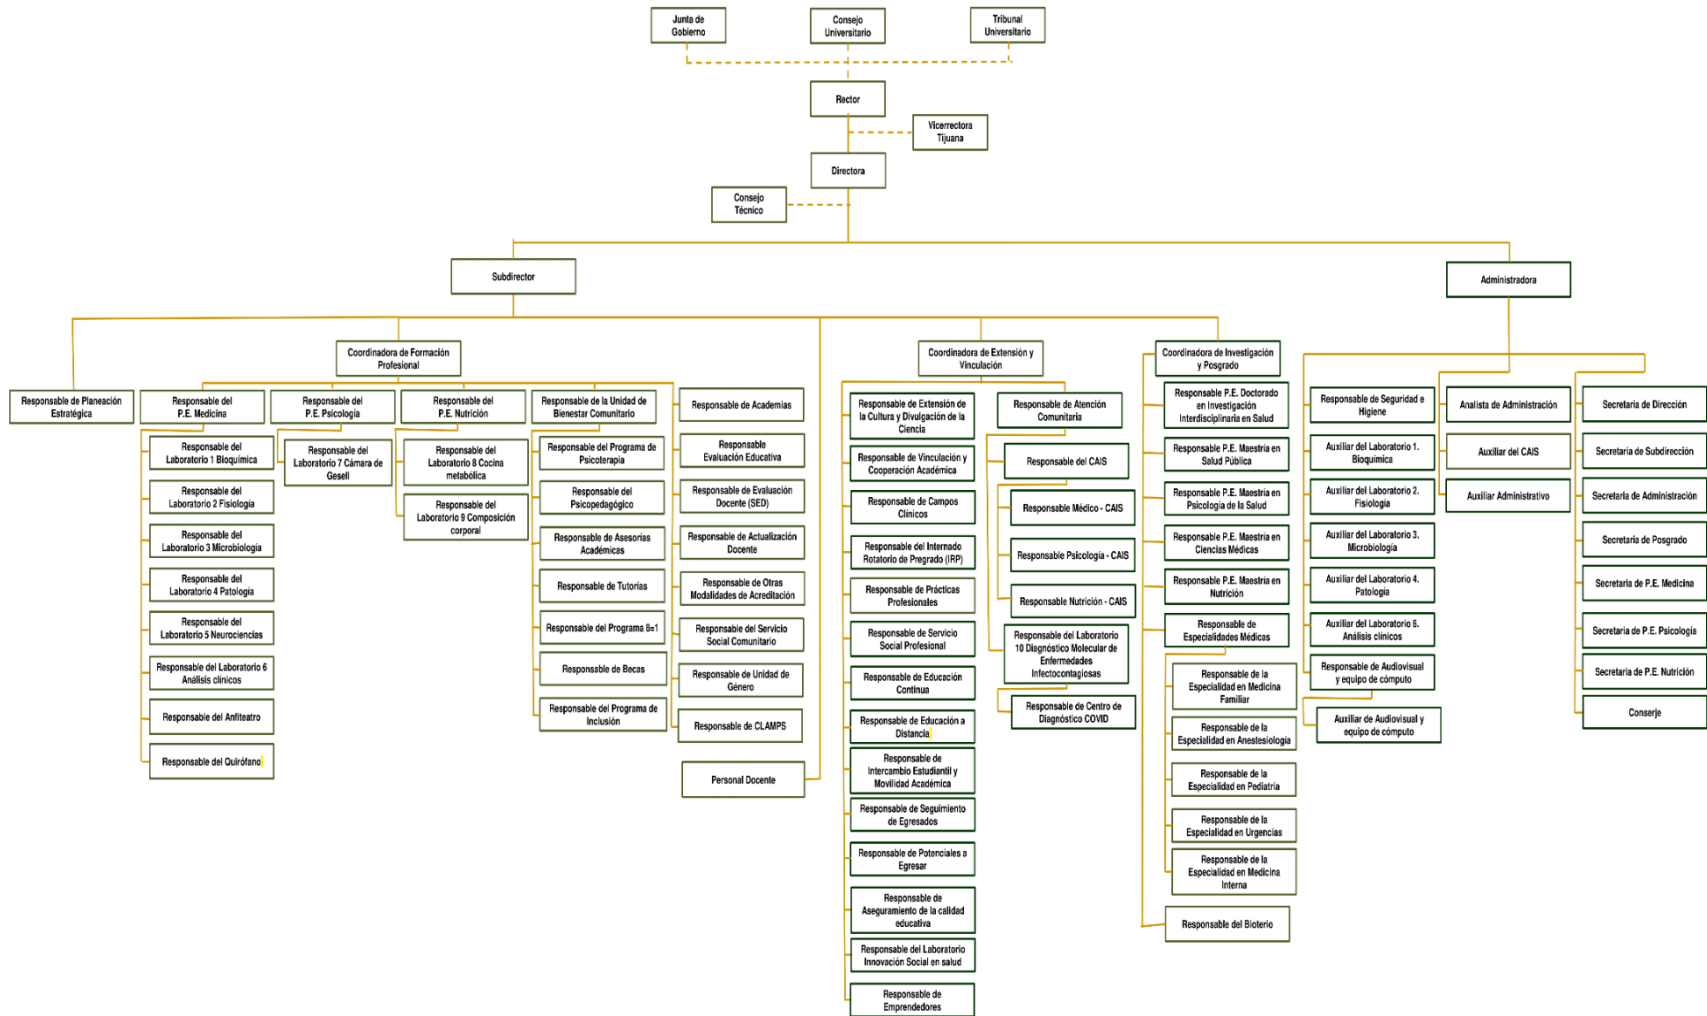 Junta de
Gobierno
Consejo
Universitario
Tribunal
Universitario
Rector
Vicerrectora
Tijuana
Directora
Consejo
Técnico
Subdirector
Administradora
Coordinadora de Formación
Profesional
Coordinadora de Extensión y
Vinculación
Coordinadora de Investigación
y Posgrado
Responsable de Planeación
Estratégica
Responsable del
P.E. Medicina
Responsable del
Laboratorio 1 Bioquímica
Responsable del
Laboratorio 2 Fisiología
Responsable del
Laboratorio 3 Microbiología
Responsable del
Laboratorio 4 Patología
Responsable del
Laboratorio 5 Neurociencias
Responsable del Laboratorio 6
Análisis clínicos
Responsable del Anfiteatro
Responsable del Quirófano
Responsable del
P.E. Psicología
Responsable del
Laboratorio 7 Cámara de
Gesell
Responsable del
P.E. Nutrición
Responsable del
Laboratorio 8 Cocina
metabólica
Responsable del
Laboratorio 9 Composición
corporal
Responsable de la Unidad de
Bienestar Comunitario
Responsable del Programa de
Psicoterapia
Responsable del
Psicopedagógico
Responsable de Asesorías
Académicas
Responsable de Tutorías
Responsable del Programa 8=1
Responsable de Becas
Responsable del Programa de
Inclusión
Responsable de Academias
Responsable
Evaluación Educativa
Responsable de Evaluación
Docente (SED)
Responsable de Actualización
Docente
Responsable de Otras
Modalidades de Acreditación
Responsable del Servicio
Social Comunitario
Responsable de Unidad de
Género
Responsable de CLAMPS
Personal Docente
Responsable de Extensión de
la Cultura y Divulgación de la
Ciencia
Responsable de Vinculación y
Cooperación Académica
Responsable de Campos
Clínicos
Responsable del Internado
Rotatorio de Pregrado (IRP)
Responsable de Prácticas
Profesionales
Responsable de Servicio
Social Profesional
Responsable de Educación
Continua
Responsable de Educación a
Distancia
Responsable de
Intercambio Estudiantil y
Movilidad Académica
Responsable de Seguimiento
de Egresados
Responsable de Potenciales a
Egresar
Responsable de
Aseguramiento de la calidad
educativa
Responsable del Laboratorio
Innovación Social en salud
Responsable de
Emprendedores
Responsable de Atención
Comunitaria
Responsable del CAIS
Responsable Médico - CAIS
Responsable Psicología - CAIS
Responsable Nutrición - CAIS
Responsable del Laboratorio
10 Diagnóstico Molecular de
Enfermedades
Infectocontagiosas
Responsable de Centro de
Diagnóstico COVID
Responsable P.E. Doctorado
en Investigación
Interdisciplinaria en Salud
Responsable P.E. Maestría en
Salud Pública
Responsable P.E. Maestría en
Psicología de la Salud
Responsable P.E. Maestría en
Ciencias Médicas
Responsable P.E. Maestría en
Nutrición
Responsable de
Especialidades Médicas
Responsable de
la Especialidad en Medicina
Familiar
Responsable de la
Especialidad en Anestesiología
Responsable de la
Especialidad en Pediatría
Responsable de la
Especialidad en Urgencias
Responsable de la
Especialidad en Medicina
Interna
Responsable del Bioterio
Responsable de Seguridad e
Higiene
Auxiliar del Laboratorio 1.
Bioquímica
Auxiliar del Laboratorio 2.
Fisiología
Auxiliar del Laboratorio 3.
Microbiología
Auxiliar del Laboratorio 4.
Patología
Auxiliar del Laboratorio 6.
Análisis clínicos
Responsable de Audiovisual
y equipo de cómputo
Auxiliar de Audiovisual y
equipo de cómputo
Analista de Administración
Auxiliar del CAIS
Auxiliar Administrativo
Secretaria de Dirección
Secretaria de Subdirección
Secretaria de Administración
Secretaria de Posgrado
Secretaria de P.E. Medicina
Secretaria de P.E. Psicología
Secretaria de P.E. Nutrición
Conserje